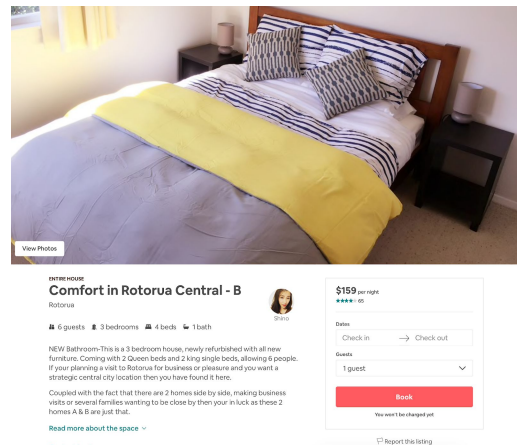 View Photos
ENTIRE HOUSE
Comfort in Rotorua Central - B
Rotorua
Shino
6 guests 3 bedrooms 4 beds 1 bath
NEW Bathroom-This is a 3 bedroom house, newly refurbished with all new
furniture. Coming with 2 Queen beds and 2 king single beds, allowing 6 people.
If your planning a visit to Rotorua for business or pleasure and you want a
strategic central city location then you have found it here.
Coupled with the fact that there are 2 homes side by side, making business
visits or several families wanting to be close by then your in luck as these 2
homes A & B are just that.
Read more about the space
$159 per night
65
Dates
Check in → Check out
Guests
1 guest
Book
You won't be charged yet
Report this listing